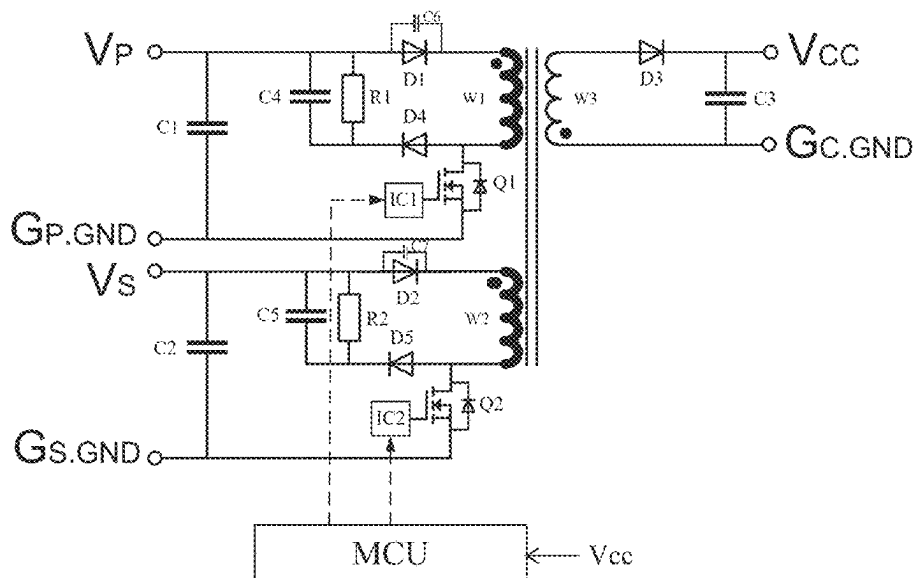 C6
VP
VCC
D1
D3
C4
R1
W1
W3
C3
C1
D4
GC.GND
IC1
Q1
GP.GND
VS
D2
C5
R2
W2
C2
D5
IC2
Q2
GS.GND
MCU
Vcc